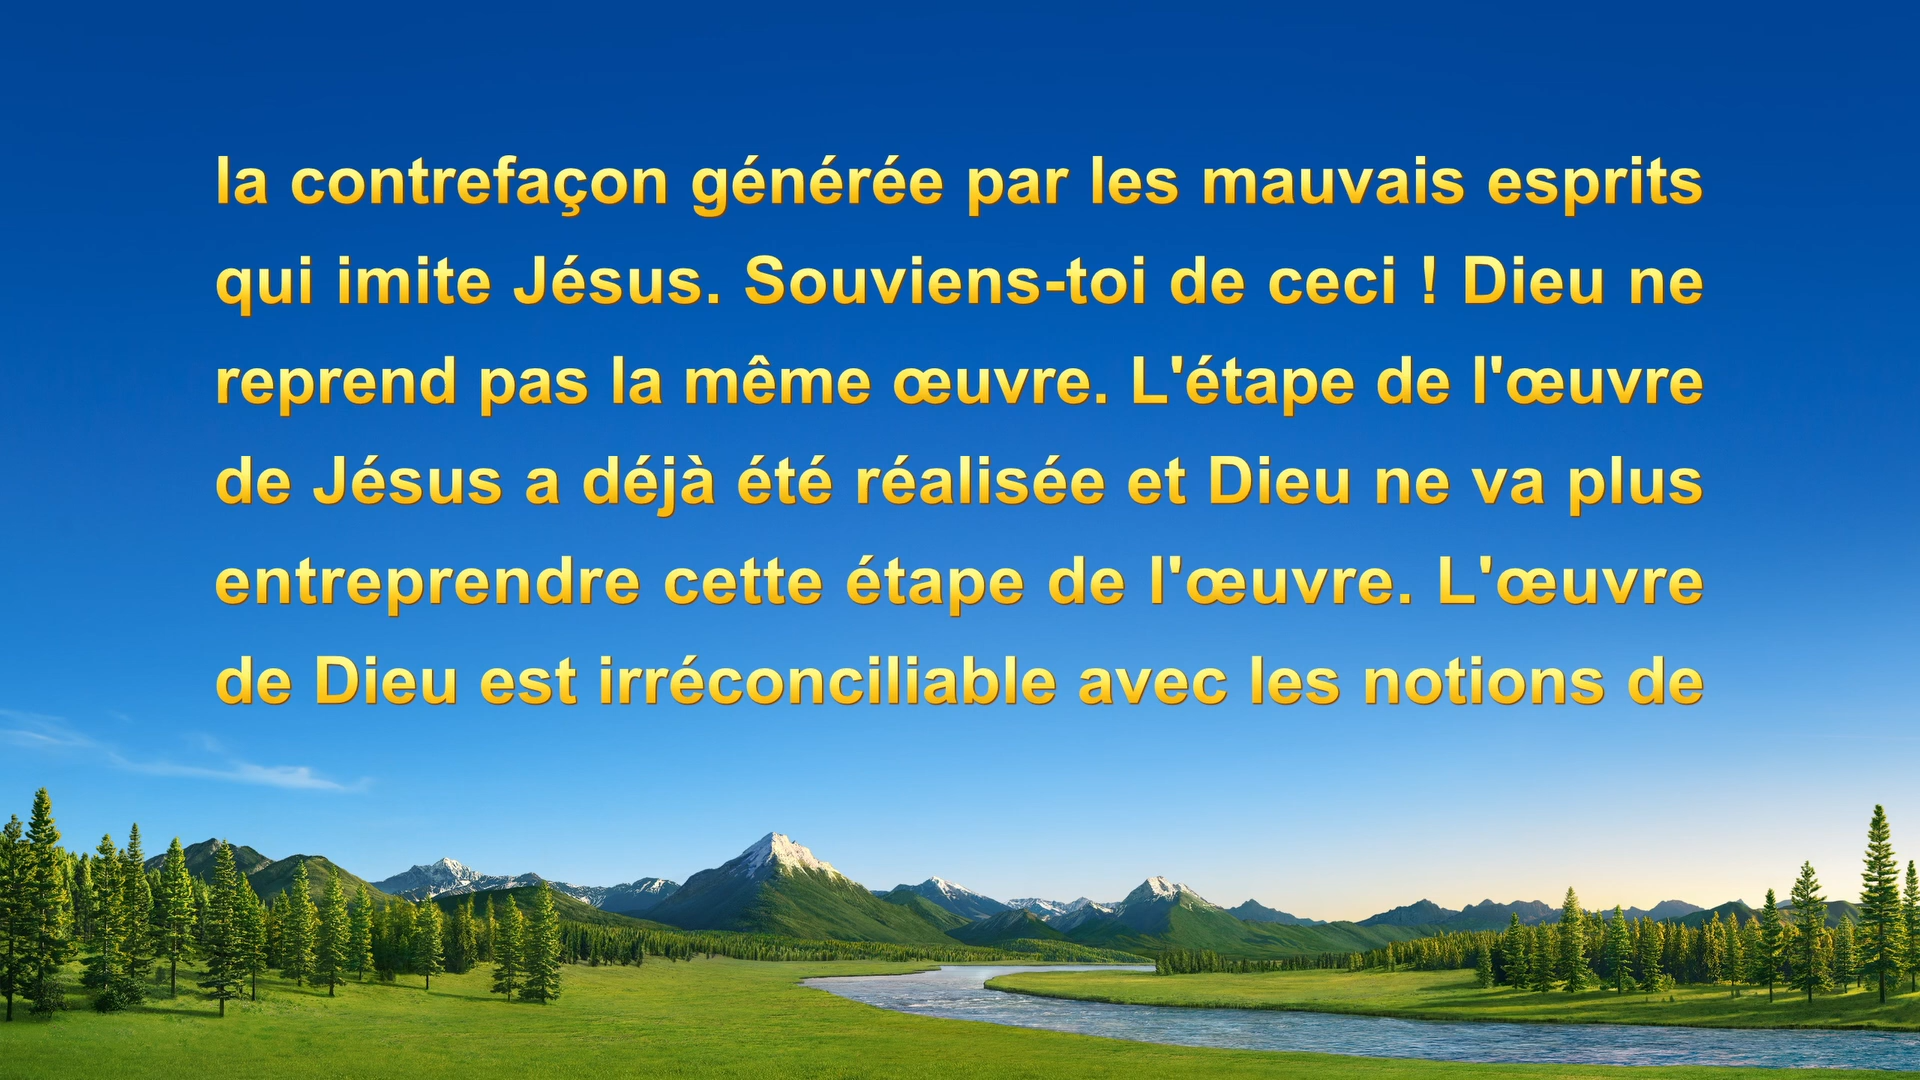 la contrefaçon générée par les mauvais esprits
qui imite Jésus. Souviens-toi de ceci ! Dieu ne
reprend pas la même œuvre. L'étape de l'œuvre
de Jésus a déjà été réalisée et Dieu ne va plus
entreprendre cette étape de l'œuvre. L'œuvre
de Dieu est irréconciliable avec les notions de